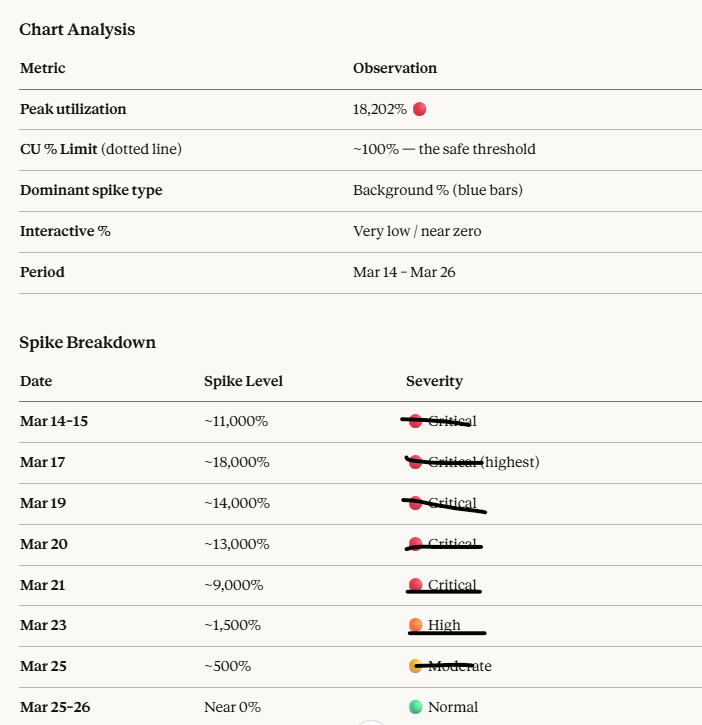 Chart Analysis
Metric Observation
Peak utilization 18,202%
CU % Limit (dotted line) ~100% — the safe threshold
Dominant spike type Background % (blue bars)
Interactive % Very low / near zero
Period Mar 14 – Mar 26
Spike Breakdown
Date Spike Level Severity
Mar 14–15 ~11,000% Critical
Mar 17 ~18,000% Critical (highest)
Mar 19 ~14,000% Critical
Mar 20 ~13,000% Critical
Mar 21 ~9,000% Critical
Mar 23 ~1,500% High
Mar 25 ~500% Moderate
Mar 25–26 Near 0% Normal